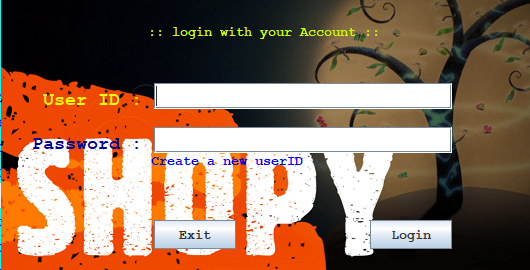 :: login with your Account ::
User ID :
Password :
Create a new userID
SHOPY
Exit
Login